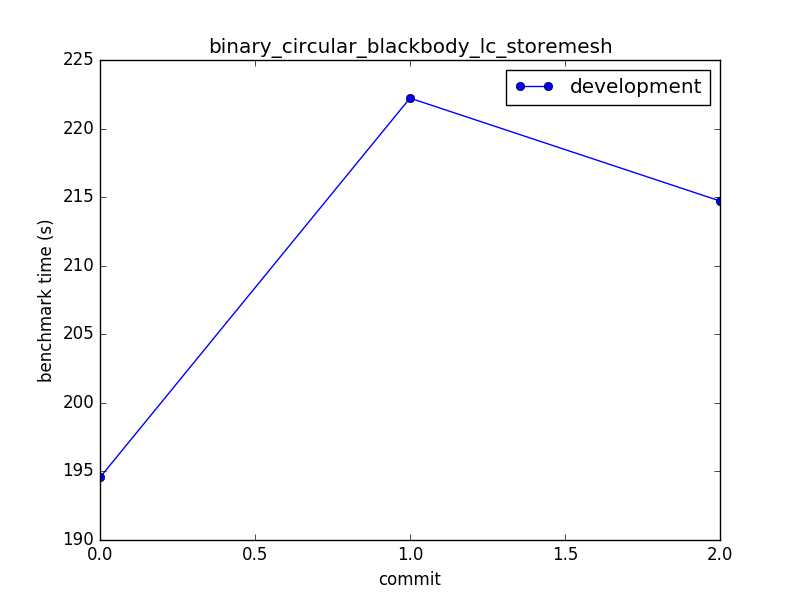 binary_circular_blackbody_lc_storemesh
development
225
220
215
210
205
200
195
190
benchmark time (s)
0.0 0.5 1.0 1.5 2.0
commit